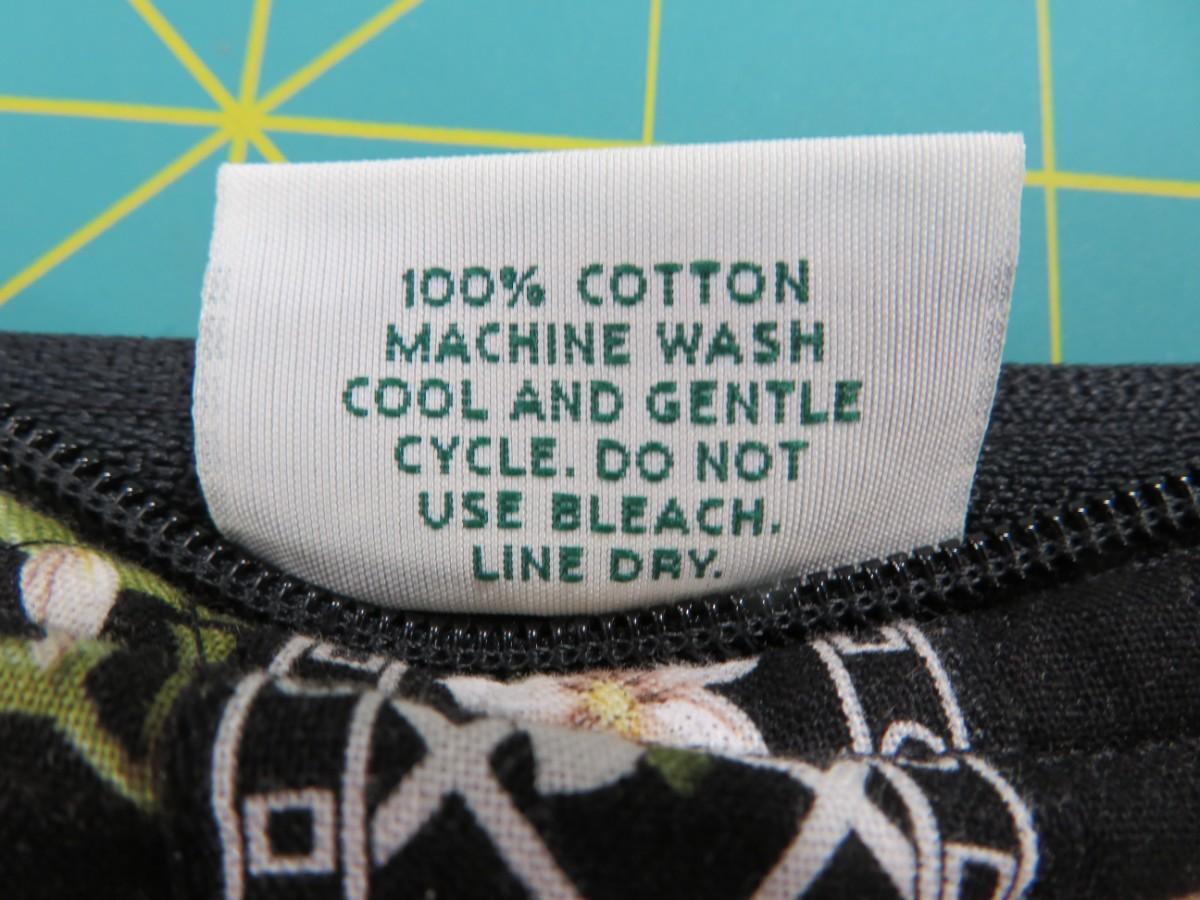 100% COTTON
MACHINE WASH
COOL AND GENTLE
CYCLE. DO NOT
USE BLEACH.
LINE DRY.